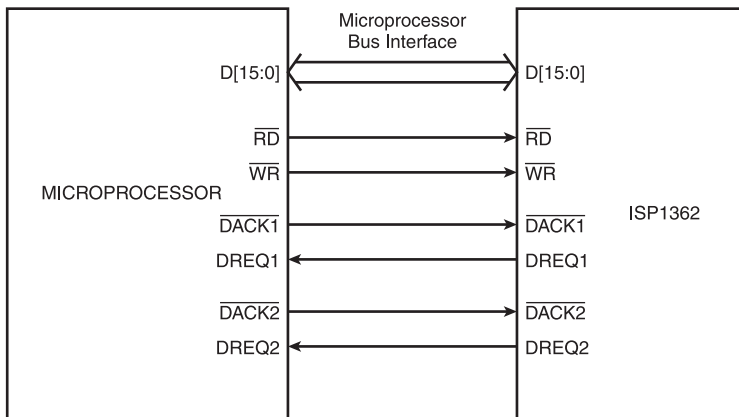 Microprocessor
Bus Interface
D[15:0] D[15:0]
RD RD
WR WR
MICROPROCESSOR ISP1362
DACK1 DACK1
DREQ1 DREQ1
DACK2 DACK2
DREQ2 DREQ2